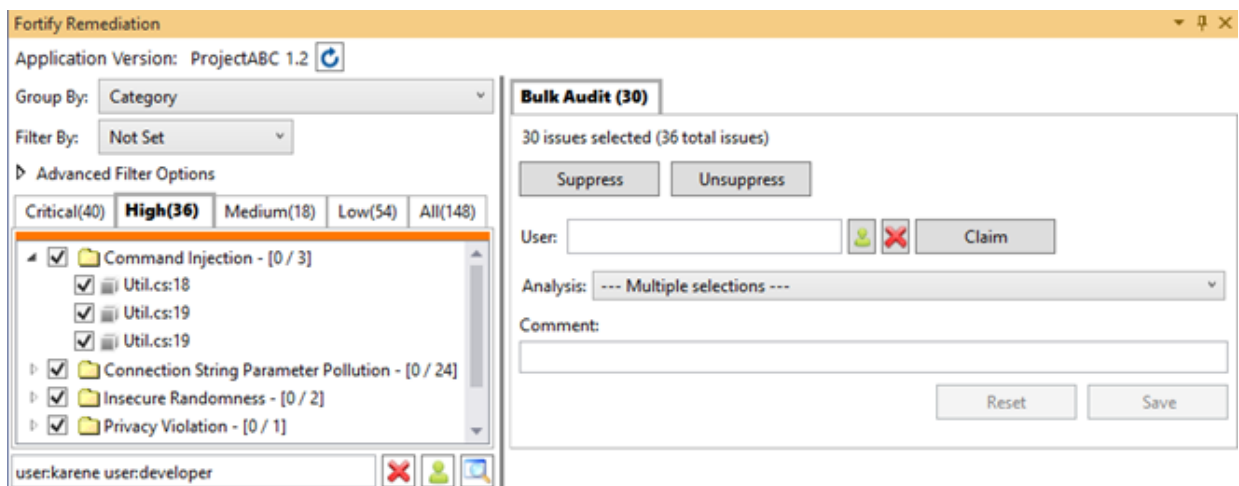 Fortify Remediation
Application Version: ProjectABC 1.2
Group By: Category
Filter By: Not Set
Advanced Filter Options
Critical(40) High(36) Medium(18) Low(54) All(148)
Command Injection - [0 / 3]
Util.cs:18
Util.cs:19
Util.cs:19
Connection String Parameter Pollution - [0 / 24]
Insecure Randomness - [0 / 2]
Privacy Violation - [0 / 1]
user:karene user:developer
Bulk Audit (30)
30 issues selected (36 total issues)
Suppress Unsuppress
User: Claim
Analysis: --- Multiple selections ---
Comment:
Reset Save